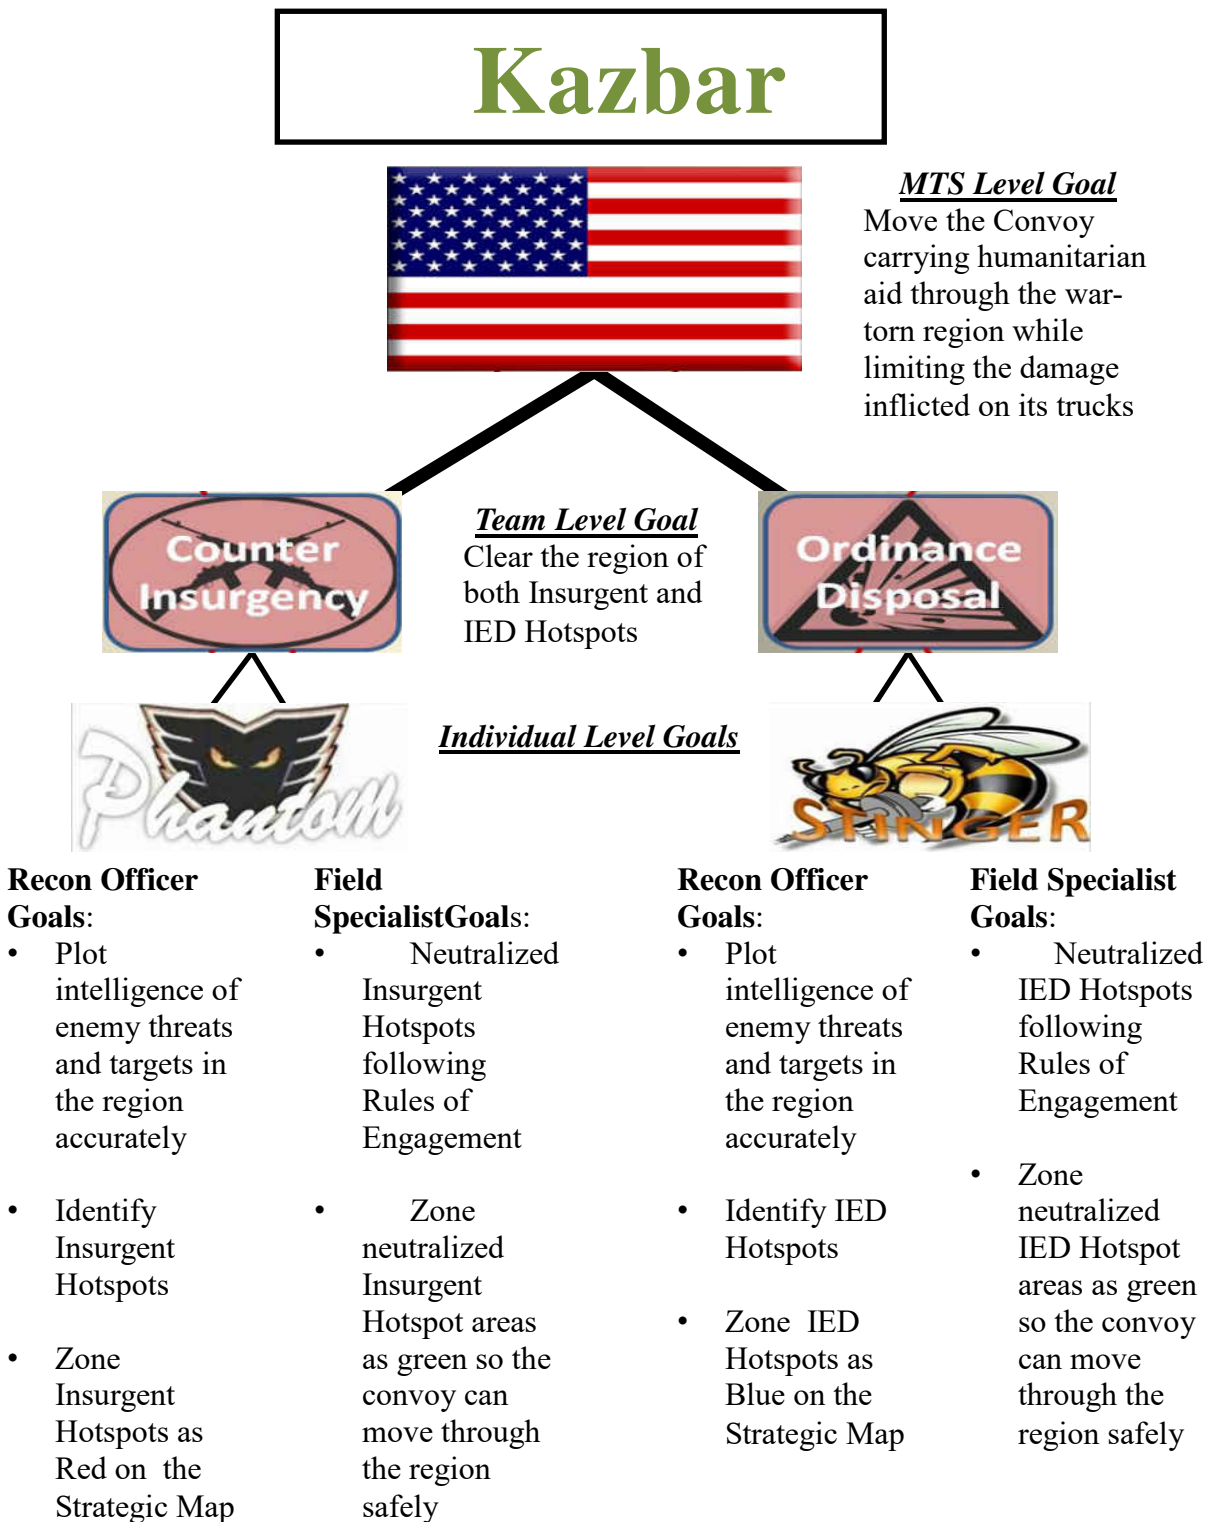 Kazbar
MTS Level Goal
Move the Convoy
carrying humanitarian
aid through the war-
torn region while
limiting the damage
inflicted on its trucks
Counter
Insurgency
Team Level Goal
Clear the region of
both Insurgent and
IED Hotspots
Ordinance
Disposal
Phantom
Individual Level Goals
STINGER
Recon Officer
Goals:
• Plot
intelligence of
enemy threats
and targets in
the region
accurately
• Identify
Insurgent
Hotspots
• Zone
Insurgent
Hotspots as
Red on the
Strategic Map
Field
SpecialistGoals:
• Neutralized
Insurgent
Hotspots
following
Rules of
Engagement
• Zone
neutralized
Insurgent
Hotspot areas
as green so the
convoy can
move through
the region
safely
Recon Officer
Goals:
• Plot
intelligence of
enemy threats
and targets in
the region
accurately
• Identify IED
Hotspots
• Zone IED
Hotspots as
Blue on the
Strategic Map
Field Specialist
Goals:
• Neutralized
IED Hotspots
following
Rules of
Engagement
• Zone
neutralized
IED Hotspot
areas as green
so the convoy
can move
through the
region safely